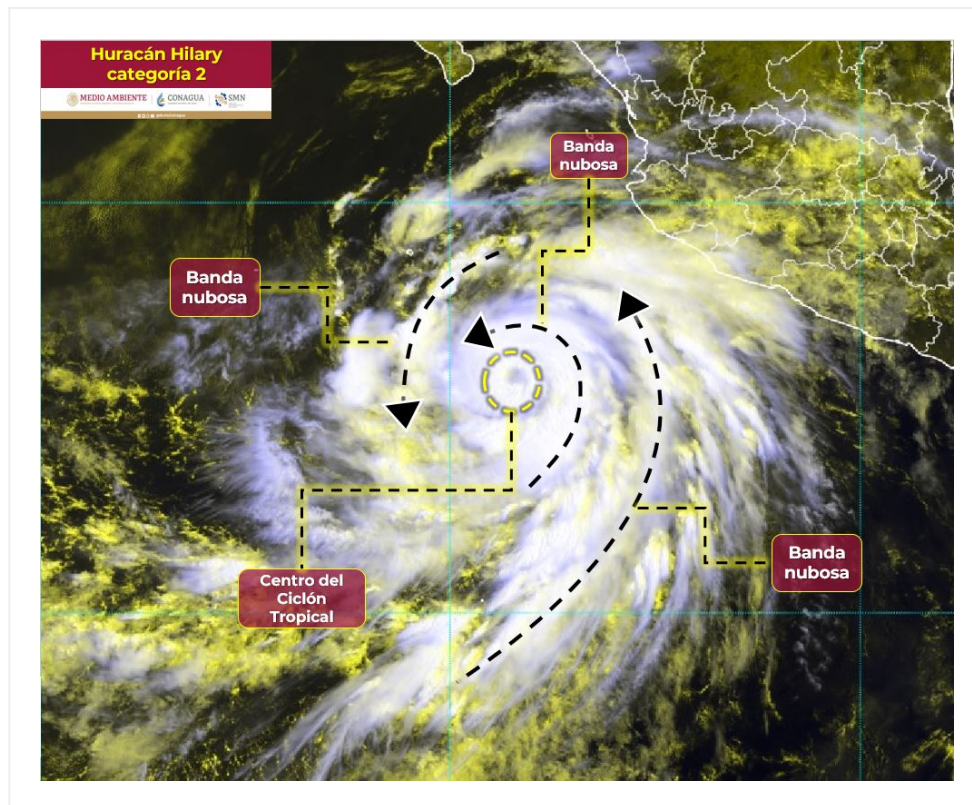 Huracán Hilary
categoría 2
MEDIO AMBIENTE
CONAGUA
SMN
Banda
nubosa
Banda
nubosa
Banda
nubosa
Centro del
Ciclón
Tropical